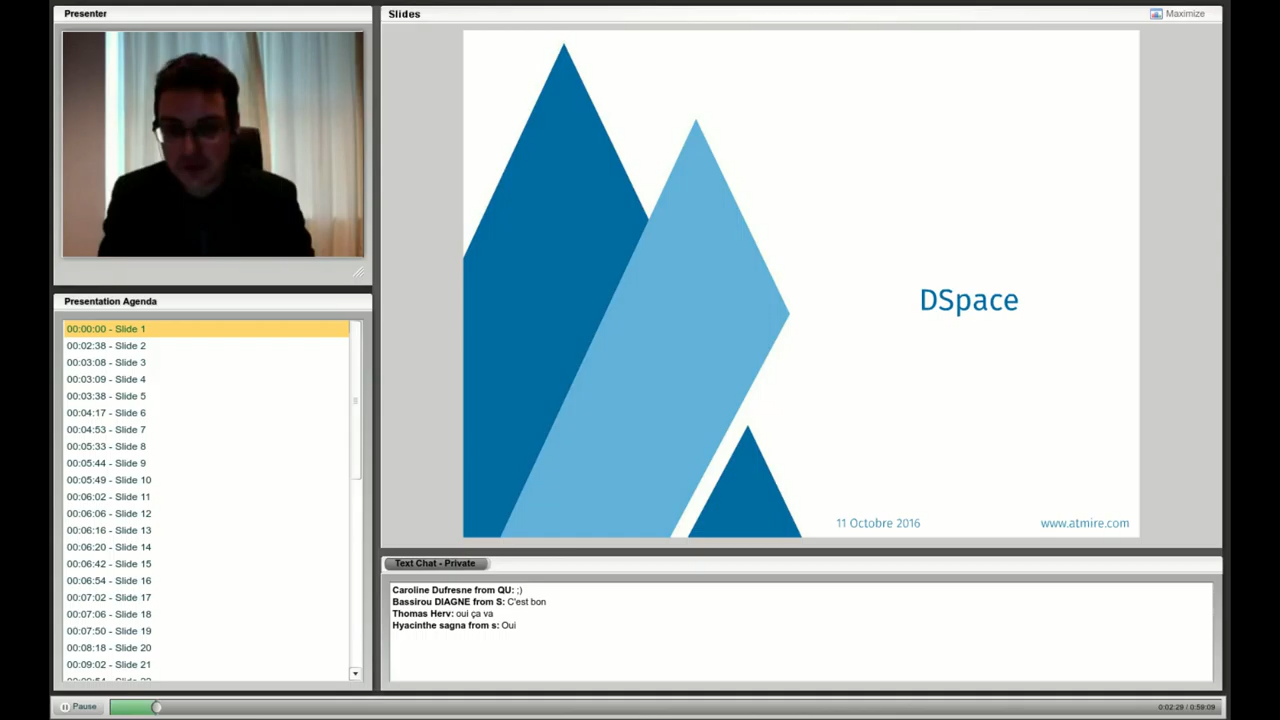 Presenter
Slides
Maximize
DSpace
11 Octobre 2016
www.atmire.com
Presentation Agenda
00:00:00 - Slide 1
00:02:38 - Slide 2
00:03:08 - Slide 3
00:03:09 - Slide 4
00:03:38 - Slide 5
00:04:17 - Slide 6
00:04:53 - Slide 7
00:05:33 - Slide 8
00:05:44 - Slide 9
00:05:49 - Slide 10
00:06:02 - Slide 11
00:06:06 - Slide 12
00:06:16 - Slide 13
00:06:20 - Slide 14
00:06:42 - Slide 15
00:06:54 - Slide 16
00:07:02 - Slide 17
00:07:06 - Slide 18
00:07:50 - Slide 19
00:08:18 - Slide 20
00:09:02 - Slide 21
Text Chat - Private
Caroline Dufresne from QU: ;)
Bassirou DIAGNE from S: C'est bon
Thomas Herv: oui ça va
Hyacinthe sagna from s: Oui
Pause
0:02:29 / 0:59:09